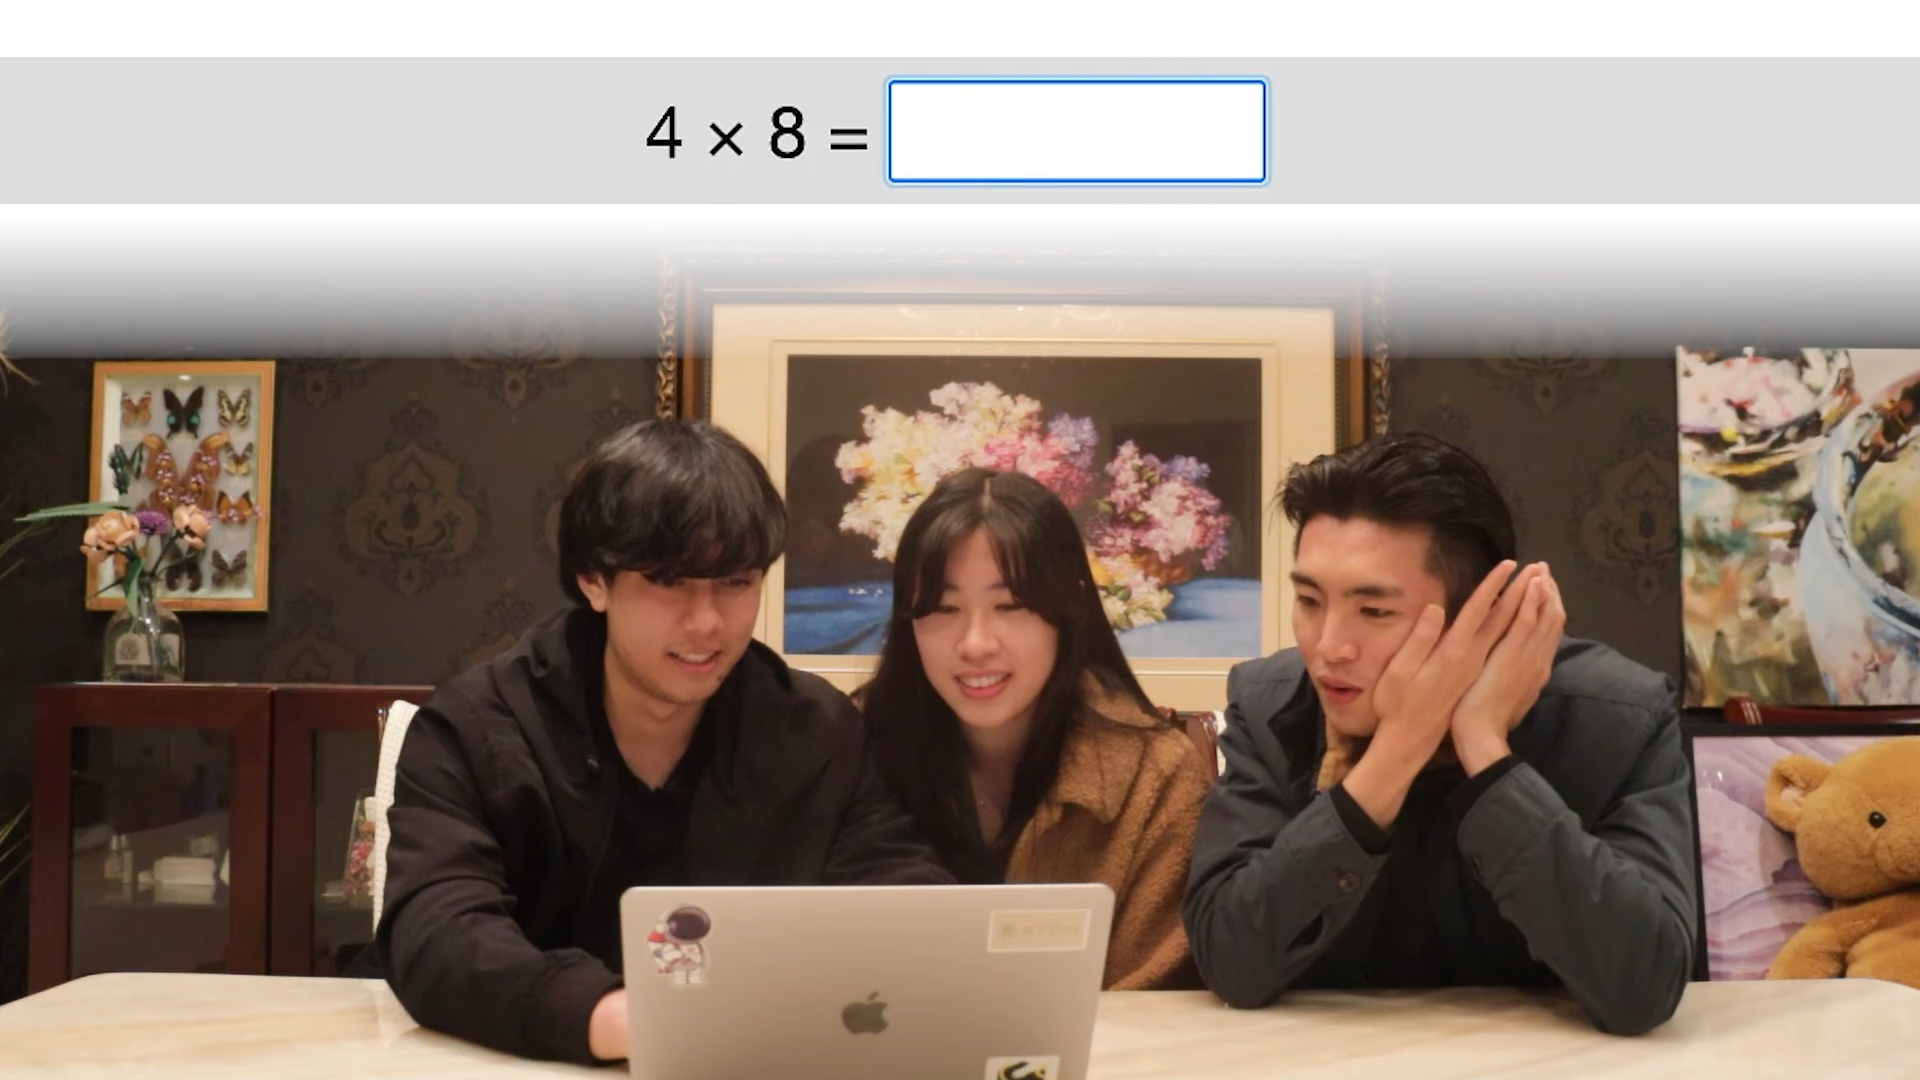 4 × 8 =